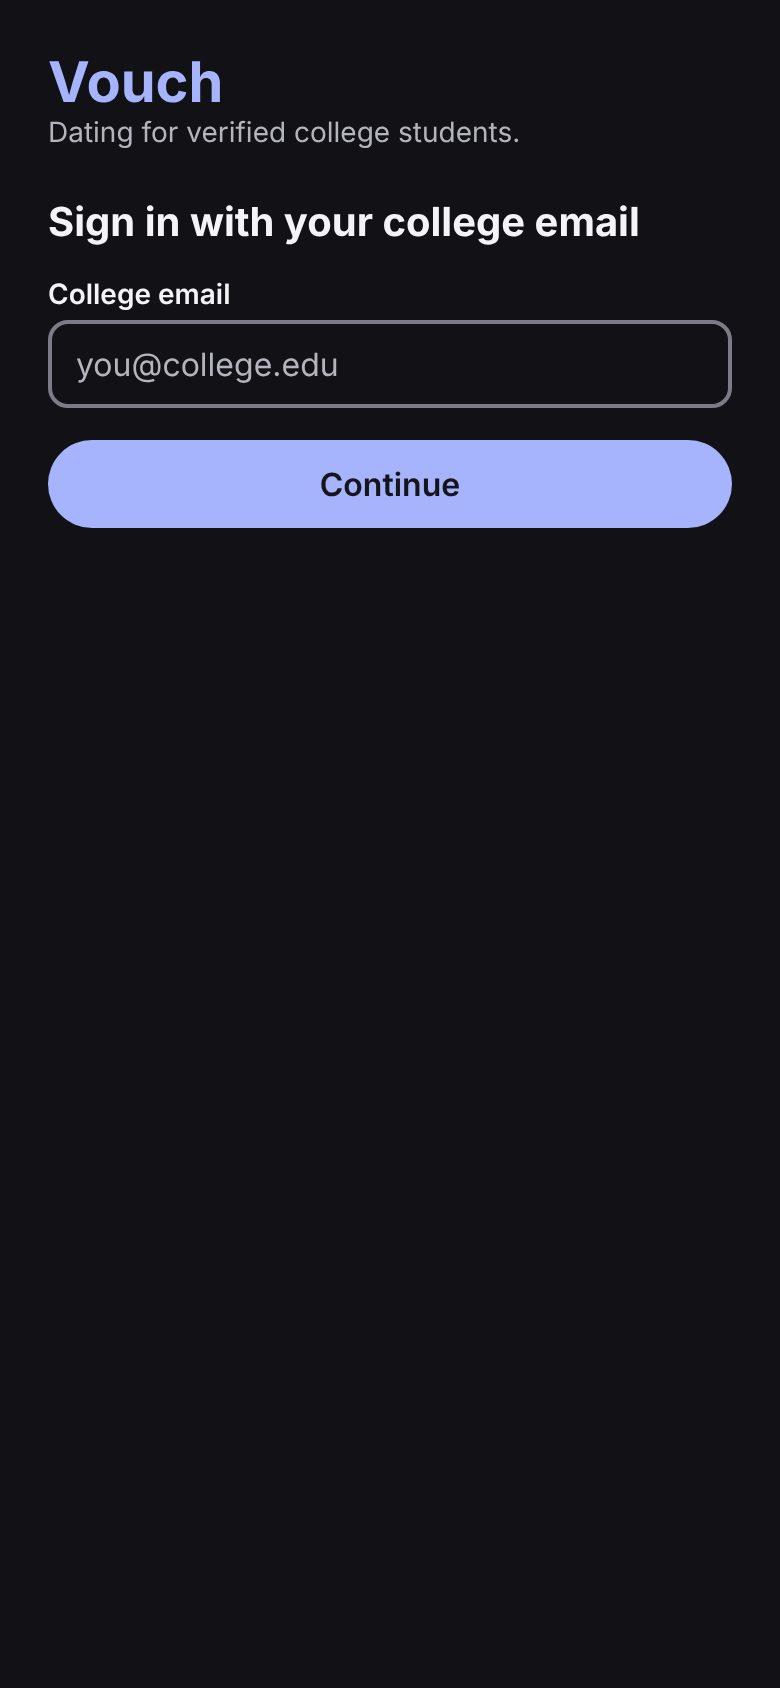 Vouch
Dating for verified college students.
Sign in with your college email
College email
you@college.edu
Continue